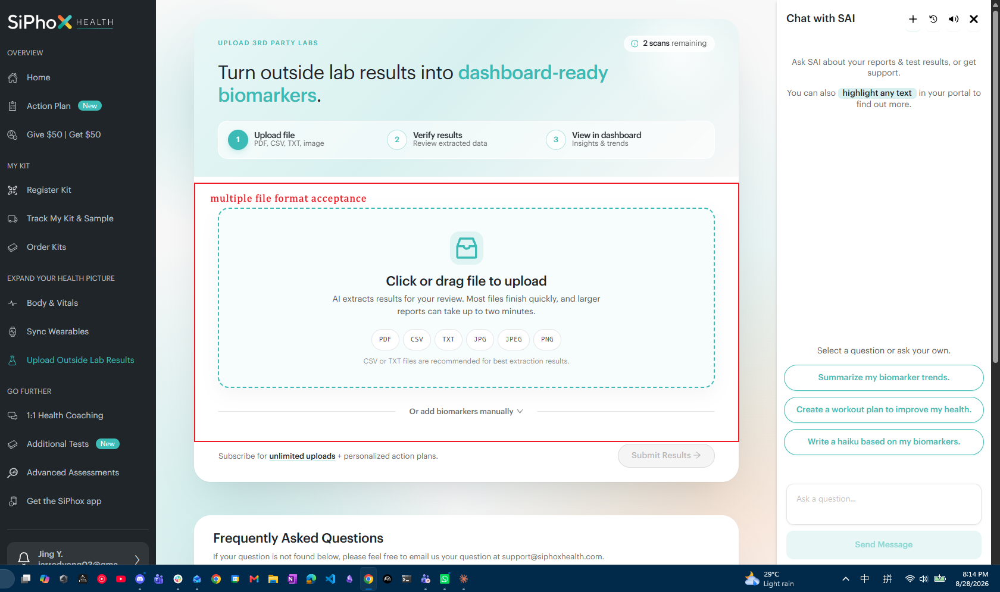 SiPhoX HEALTH
OVERVIEW
Home
Action Plan New
Give $50 | Get $50
MY KIT
Register Kit
Track My Kit & Sample
Order Kits
EXPAND YOUR HEALTH PICTURE
Body & Vitals
Sync Wearables
Upload Outside Lab Results
GO FURTHER
1:1 Health Coaching
Additional Tests New
Advanced Assessments
Get the SiPhox app
Jing Y.
UPLOAD 3RD PARTY LABS
2 scans remaining
Turn outside lab results into dashboard-ready
biomarkers.
1
Upload file
PDF, CSV, TXT, image
2
Verify results
Review extracted data
3
View in dashboard
Insights & trends
multiple file format acceptance
Click or drag file to upload
AI extracts results for your review. Most files finish quickly, and larger
reports can take up to two minutes.
PDF CSV TXT JPG JPEG PNG
CSV or TXT files are recommended for best extraction results.
Or add biomarkers manually
Subscribe for unlimited uploads + personalized action plans.
Submit Results →
Frequently Asked Questions
If your question is not found below, please feel free to email us your question at support@siphoxhealth.com.
Chat with SAI
Ask SAI about your reports & test results, or get
support.
You can also highlight any text in your portal to
find out more.
Select a question or ask your own.
Summarize my biomarker trends.
Create a workout plan to improve my health.
Write a haiku based on my biomarkers.
Ask a question...
Send Message
29°C
Light rain
中
拼
8:14 PM
8/28/2026